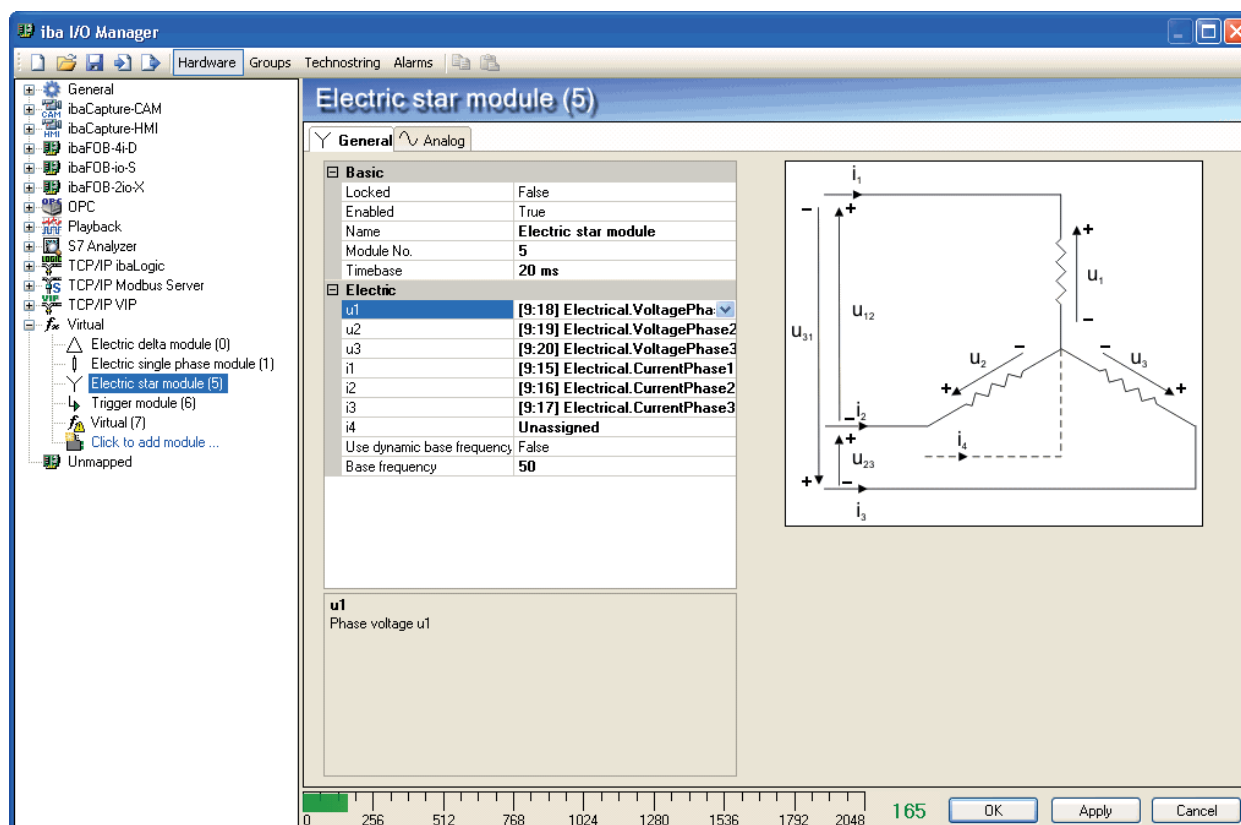 iba I/O Manager
Hardware Groups Technostring Alarms
General
ibaCapture-CAM
ibaCapture-HMI
ibaFOB-4i-D
ibaFOB-io-S
ibaFOB-2io-X
OPC
Playback
S7 Analyzer
TCP/IP ibaLogic
TCP/IP Modbus Server
TCP/IP VIP
Virtual
Electric delta module (0)
Electric single phase module (1)
Electric star module (5)
Trigger module (6)
Virtual (7)
Click to add module ...
Unmapped
Electric star module (5)
General Analog
Basic
Locked False
Enabled True
Name Electric star module
Module No. 5
Timebase 20 ms
Electric
u1 [9:18] Electrical.VoltagePha
u2 [9:19] Electrical.VoltagePhase2
u3 [9:20] Electrical.VoltagePhase3
i1 [9:15] Electrical.CurrentPhase1
i2 [9:16] Electrical.CurrentPhase2
i3 [9:17] Electrical.CurrentPhase3
i4 Unassigned
Use dynamic base frequency False
Base frequency 50
u1
Phase voltage u1
i₁
− + +
u₁
−
u₃₁ u₁₂
u₂ − − u₃
+ +
− i₂
+
u₂₃ i₄
+ −
i₃
0 256 512 768 1024 1280 1536 1792 2048
165
OK Apply Cancel